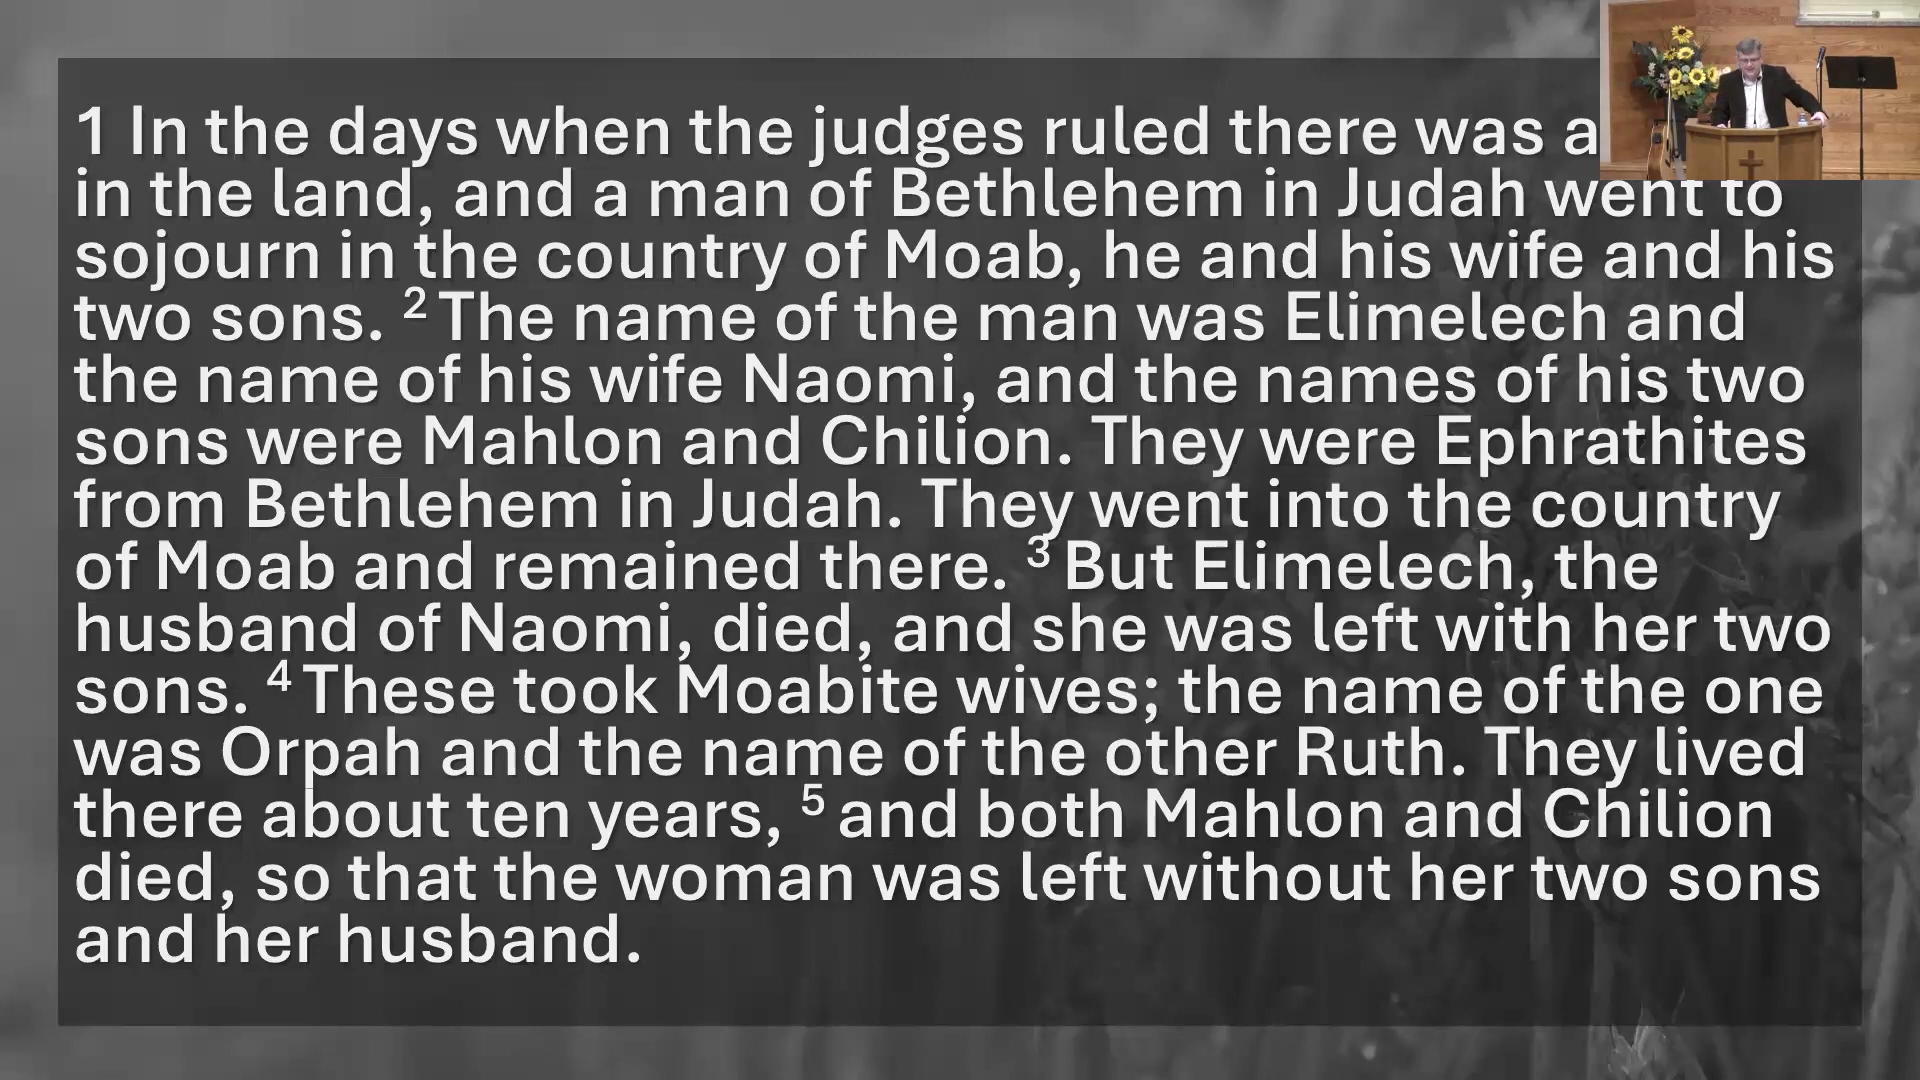 1 In the days when the judges ruled there was a
in the land, and a man of Bethlehem in Judah went to
sojourn in the country of Moab, he and his wife and his
two sons. ² The name of the man was Elimelech and
the name of his wife Naomi, and the names of his two
sons were Mahlon and Chilion. They were Ephrathites
from Bethlehem in Judah. They went into the country
of Moab and remained there. ³ But Elimelech, the
husband of Naomi, died, and she was left with her two
sons. ⁴ These took Moabite wives; the name of the one
was Orpah and the name of the other Ruth. They lived
there about ten years, ⁵ and both Mahlon and Chilion
died, so that the woman was left without her two sons
and her husband.